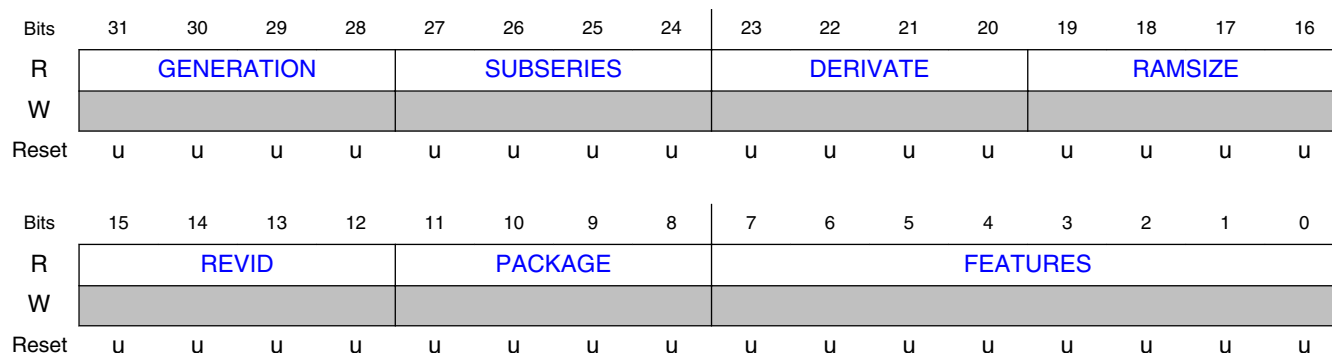 Bits 31 30 29 28 27 26 25 24 23 22 21 20 19 18 17 16
R GENERATION SUBSERIES DERIVATE RAMSIZE
W
Reset u u u u u u u u u u u u u u u u
Bits 15 14 13 12 11 10 9 8 7 6 5 4 3 2 1 0
R REVID PACKAGE FEATURES
W
Reset u u u u u u u u u u u u u u u u